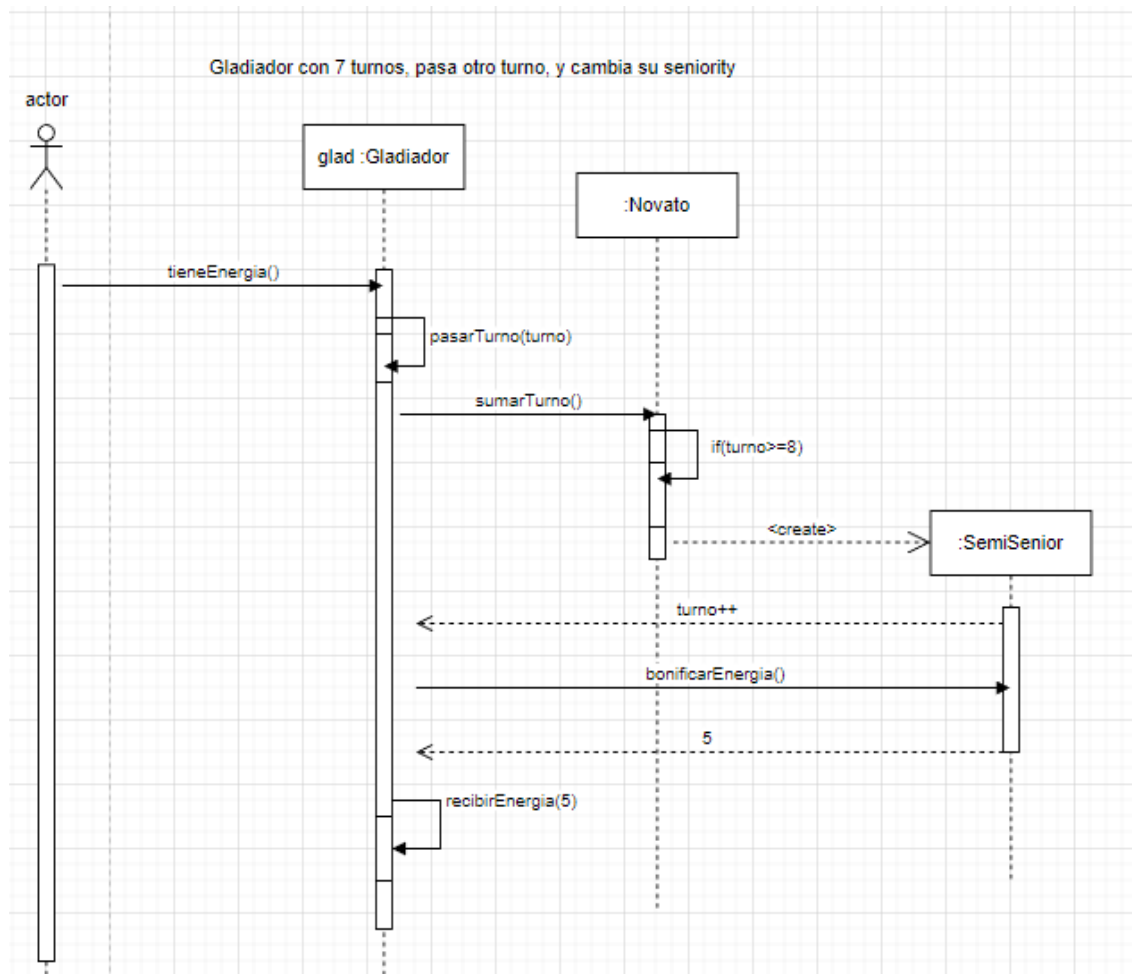 Gladiador con 7 turnos, pasa otro turno, y cambia su seniority
actor
glad :Gladiador
:Novato
tieneEnergia()
pasarTurno(turno)
sumarTurno()
if(turno>=8)
<create>
:SemiSenior
turno++
bonificarEnergia()
5
recibirEnergia(5)